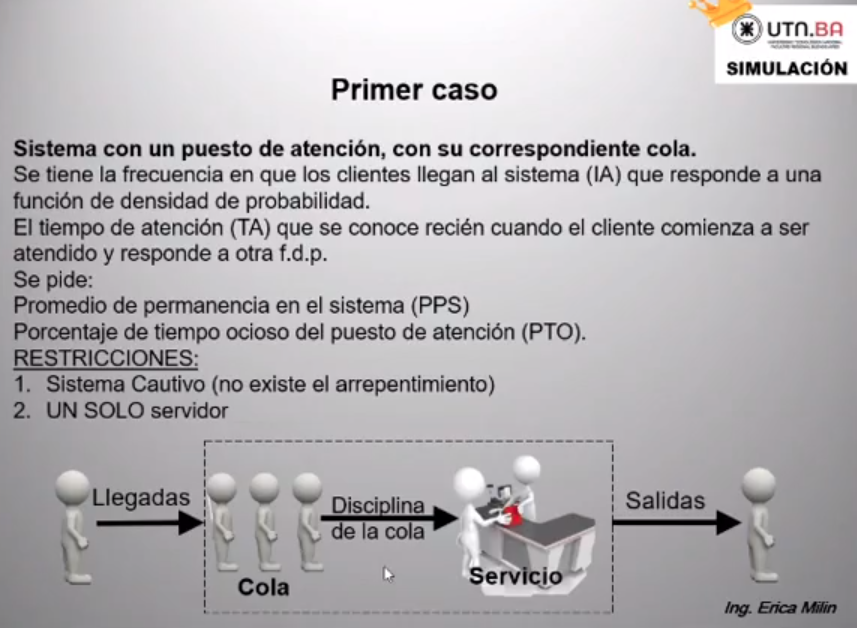 UTN.BA
SIMULACIÓN
Primer caso
Sistema con un puesto de atención, con su correspondiente cola.
Se tiene la frecuencia en que los clientes llegan al sistema (IA) que responde a una
función de densidad de probabilidad.
El tiempo de atención (TA) que se conoce recién cuando el cliente comienza a ser
atendido y responde a otra f.d.p.
Se pide:
Promedio de permanencia en el sistema (PPS)
Porcentaje de tiempo ocioso del puesto de atención (PTO).
RESTRICCIONES:
1. Sistema Cautivo (no existe el arrepentimiento)
2. UN SOLO servidor
Llegadas
Disciplina
de la cola
Salidas
Cola
Servicio
Ing. Erica Milin